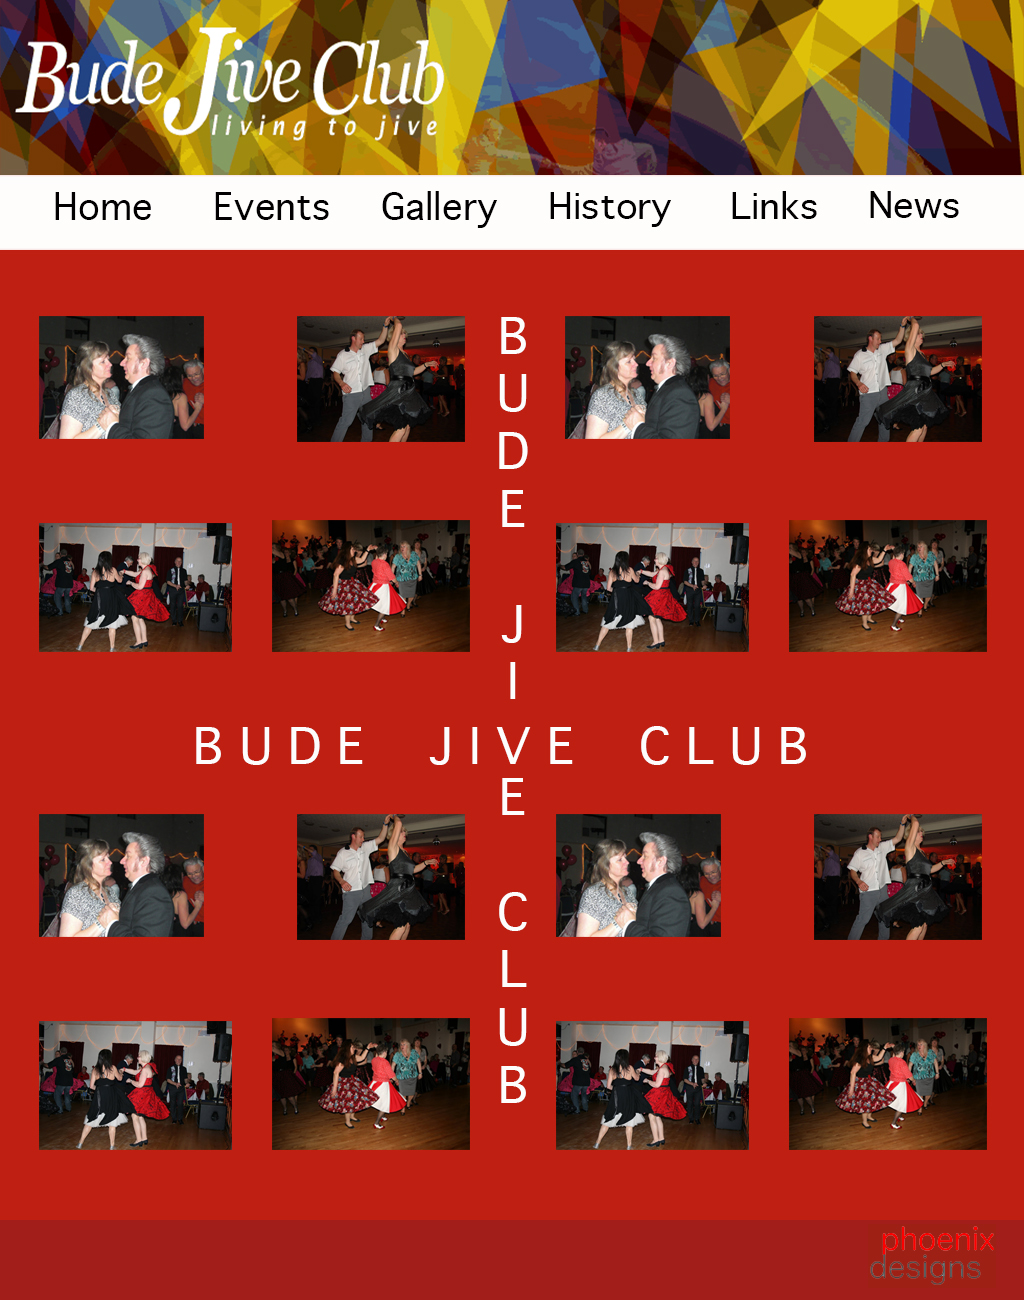 Bude Jive Club
living to jive
Home Events Gallery History Links News
B
U
D
E
J
I
BUDE JIVE CLUB
E
C
L
U
B
phoenix
designs